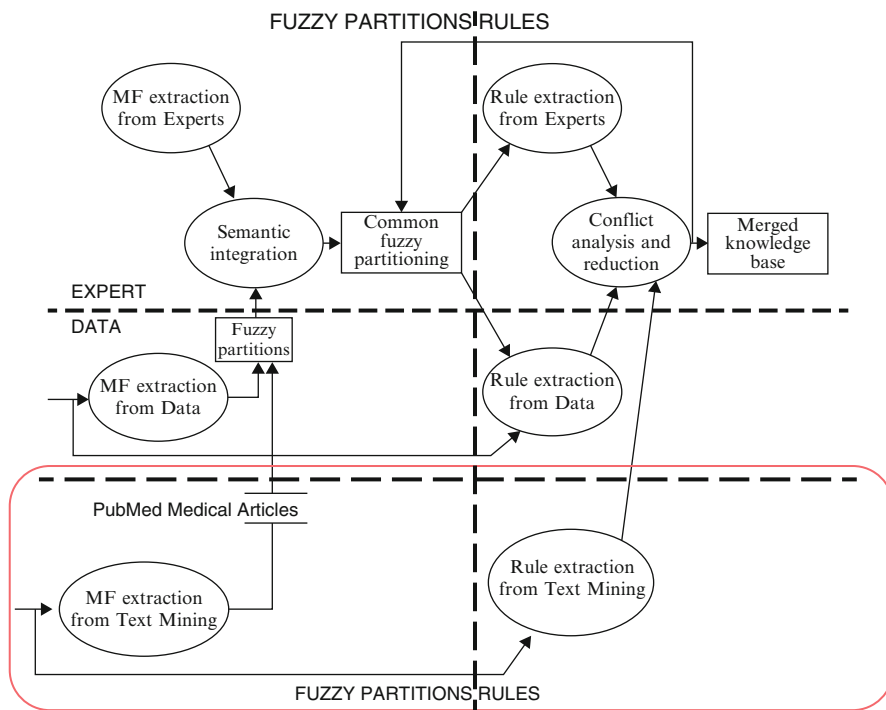 FUZZY PARTITIONS RULES
MF extraction
from Experts
Rule extraction
from Experts
Semantic
integration
Common
fuzzy
partitioning
Conflict
analysis and
reduction
Merged
knowledge
base
EXPERT
DATA
Fuzzy
partitions
MF extraction
from Data
Rule extraction
from Data
PubMed Medical Articles
MF extraction
from Text Mining
Rule extraction
from Text Mining
FUZZY PARTITIONS RULES